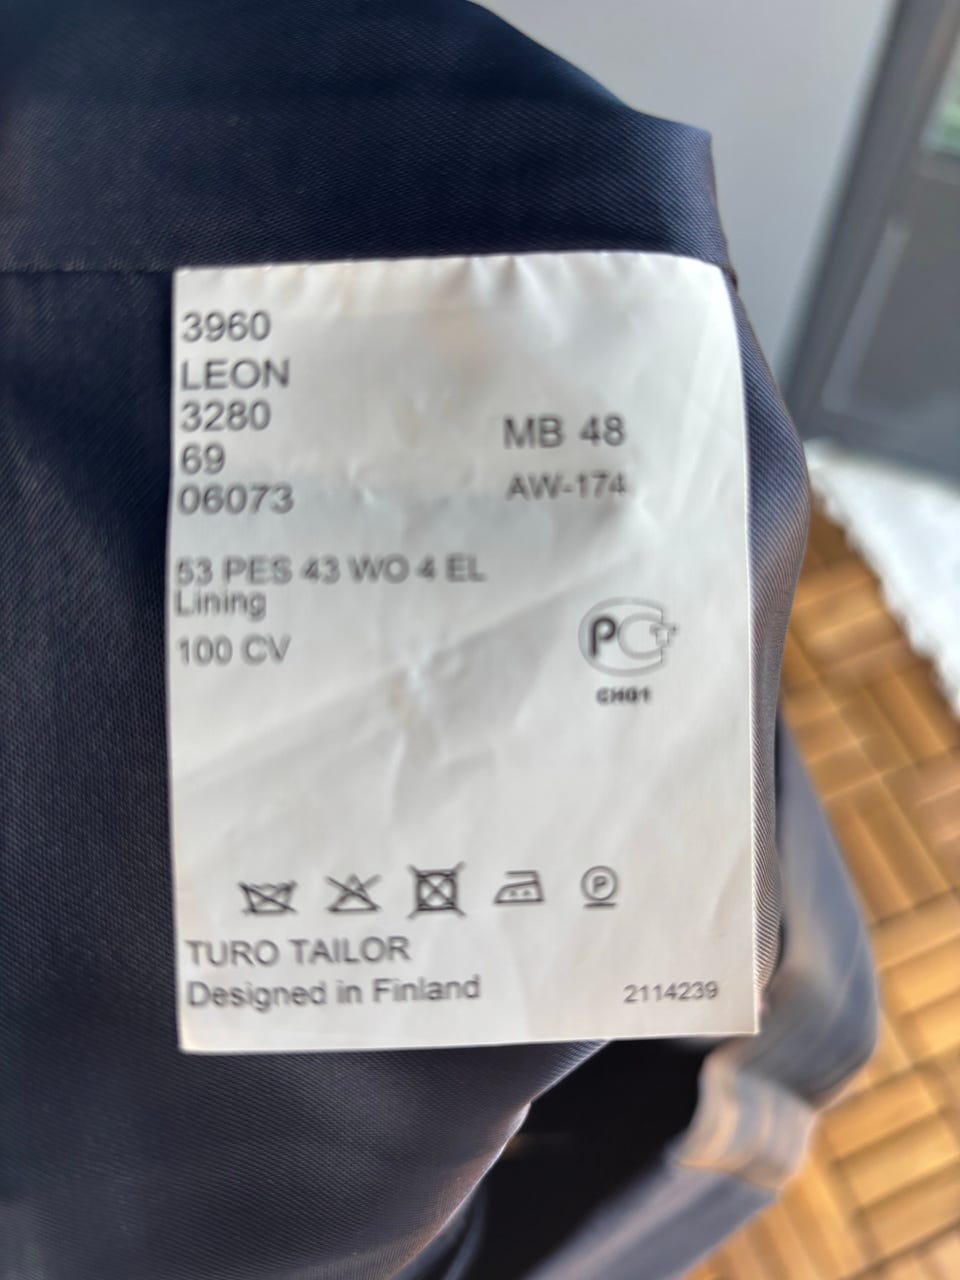 3960
LEON
3280
69
06073
MB 48
AW-174
53 PES 43 WO 4 EL
Lining
100 CV
PCT
CH01
P
TURO TAILOR
Designed in Finland
2114239